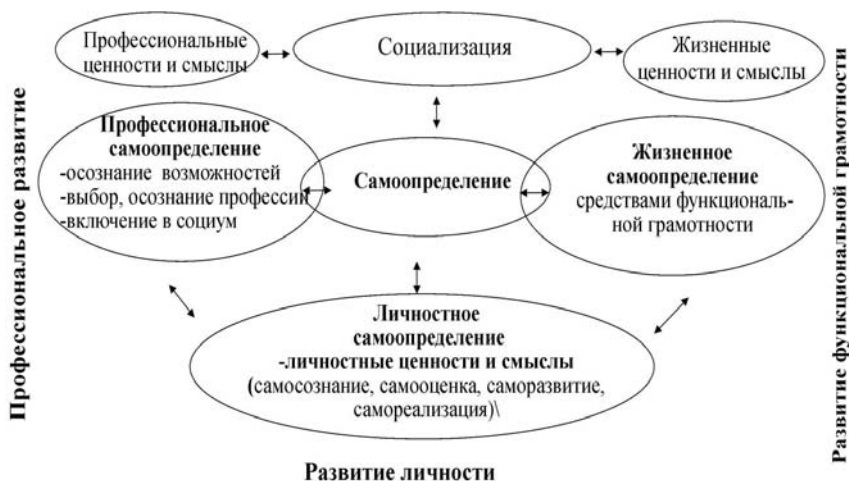 Профессиональные
ценности и смыслы
Социализация
Жизненные
ценности и смыслы
Профессиональное развитие
Профессиональное
самоопределение
-осознание возможностей
-выбор, осознание профессии
-включение в социум
Самоопределение
Жизненное
самоопределение
средствами функциональ-
ной грамотности
Развитие функциональной грамотности
Личностное
самоопределение
-личностные ценности и смыслы
(самосознание, самооценка, саморазвитие,
самореализация)\
Развитие личности